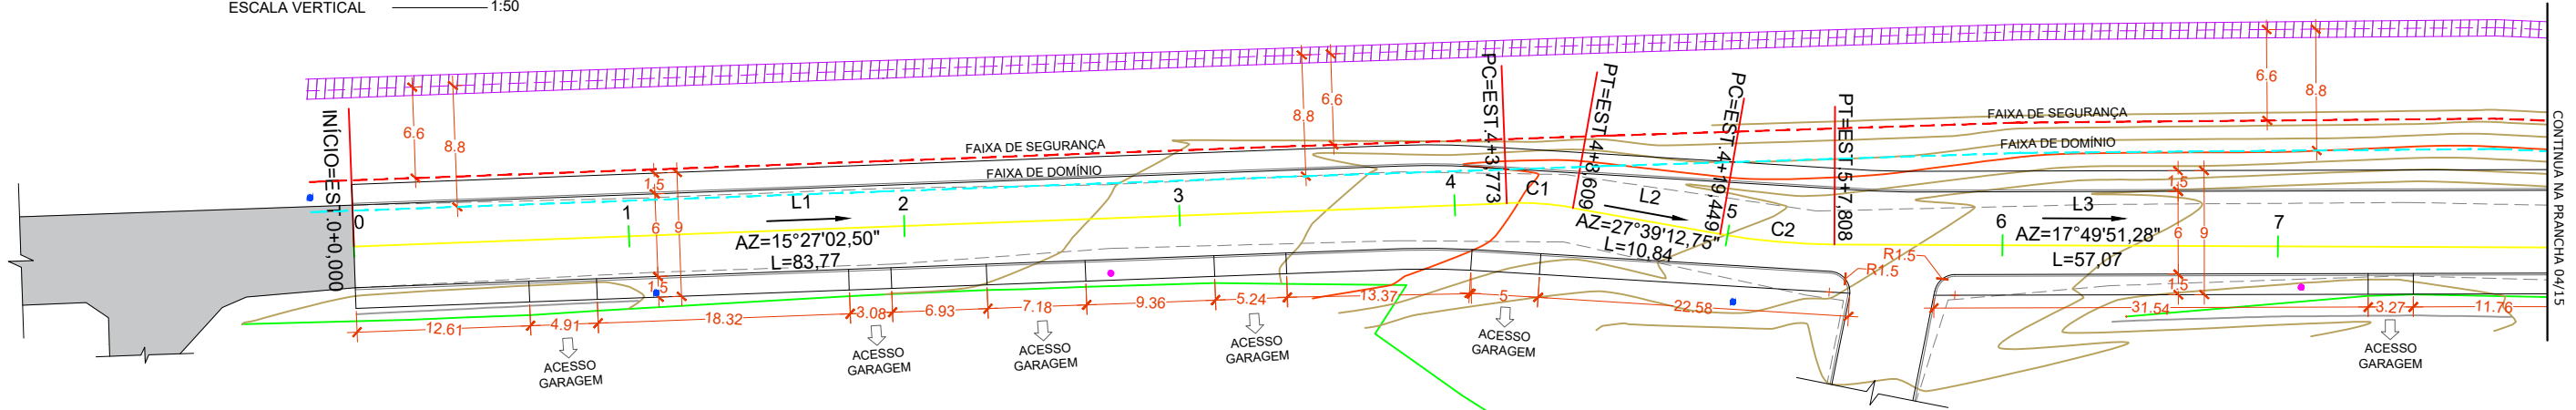 ESCALA VERTICAL 1:50
INÍCIO=EST.0+0,000
PC=EST.4+3,773
PT=EST.4+8,609
PC=EST.4+19,449
PT=EST.5+7,808
CONTINUA NA PRANCHA 04/15
6.6
8.8
8.8
6.6
6.6
8.8
FAIXA DE SEGURANÇA
FAIXA DE DOMÍNIO
FAIXA DE SEGURANÇA
FAIXA DE DOMÍNIO
0
1
2
3
4
5
6
7
1.5
6
9
1.5
L1
AZ=15°27'02,50"
L=83,77
C1
L2
AZ=27°39'12,75"
L=10,84
C2
L3
AZ=17°49'51,28"
L=57,07
R1.5
R1.5
1.5
6
9
1.5
12.61
4.91
18.32
3.08
6.93
7.18
9.36
5.24
13.37
5
22.58
31.54
3.27
11.76
ACESSO
GARAGEM
ACESSO
GARAGEM
ACESSO
GARAGEM
ACESSO
GARAGEM
ACESSO
GARAGEM
ACESSO
GARAGEM